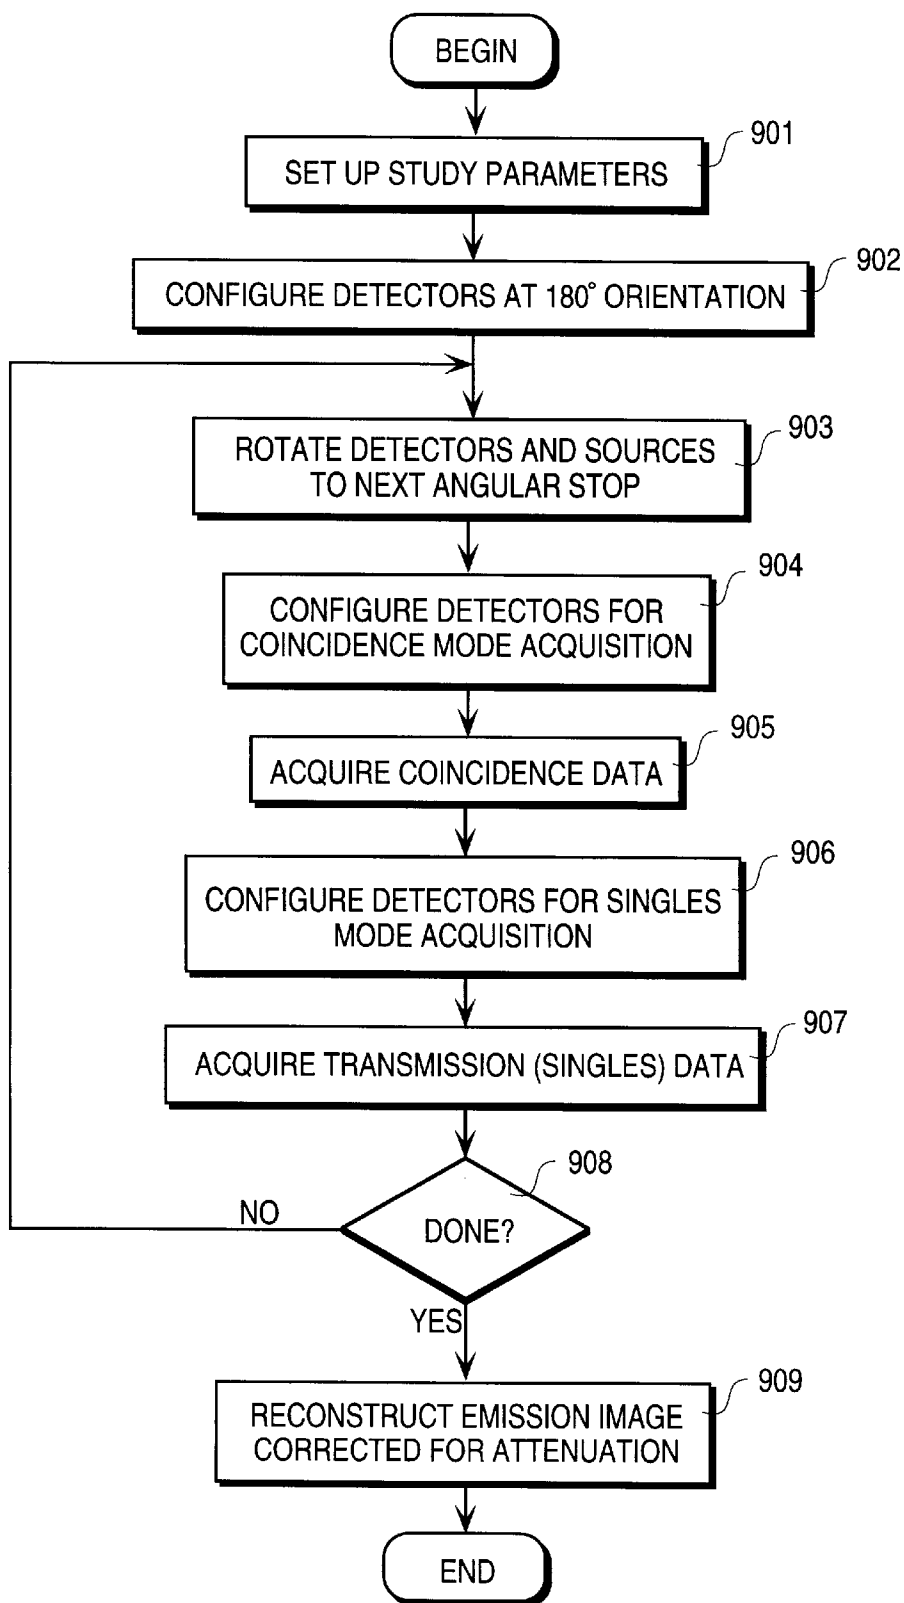 BEGIN
901
SET UP STUDY PARAMETERS
902
CONFIGURE DETECTORS AT 180° ORIENTATION
903
ROTATE DETECTORS AND SOURCES
TO NEXT ANGULAR STOP
904
CONFIGURE DETECTORS FOR
COINCIDENCE MODE ACQUISITION
905
ACQUIRE COINCIDENCE DATA
906
CONFIGURE DETECTORS FOR SINGLES
MODE ACQUISITION
907
ACQUIRE TRANSMISSION (SINGLES) DATA
908
NO
DONE?
YES
909
RECONSTRUCT EMISSION IMAGE
CORRECTED FOR ATTENUATION
END